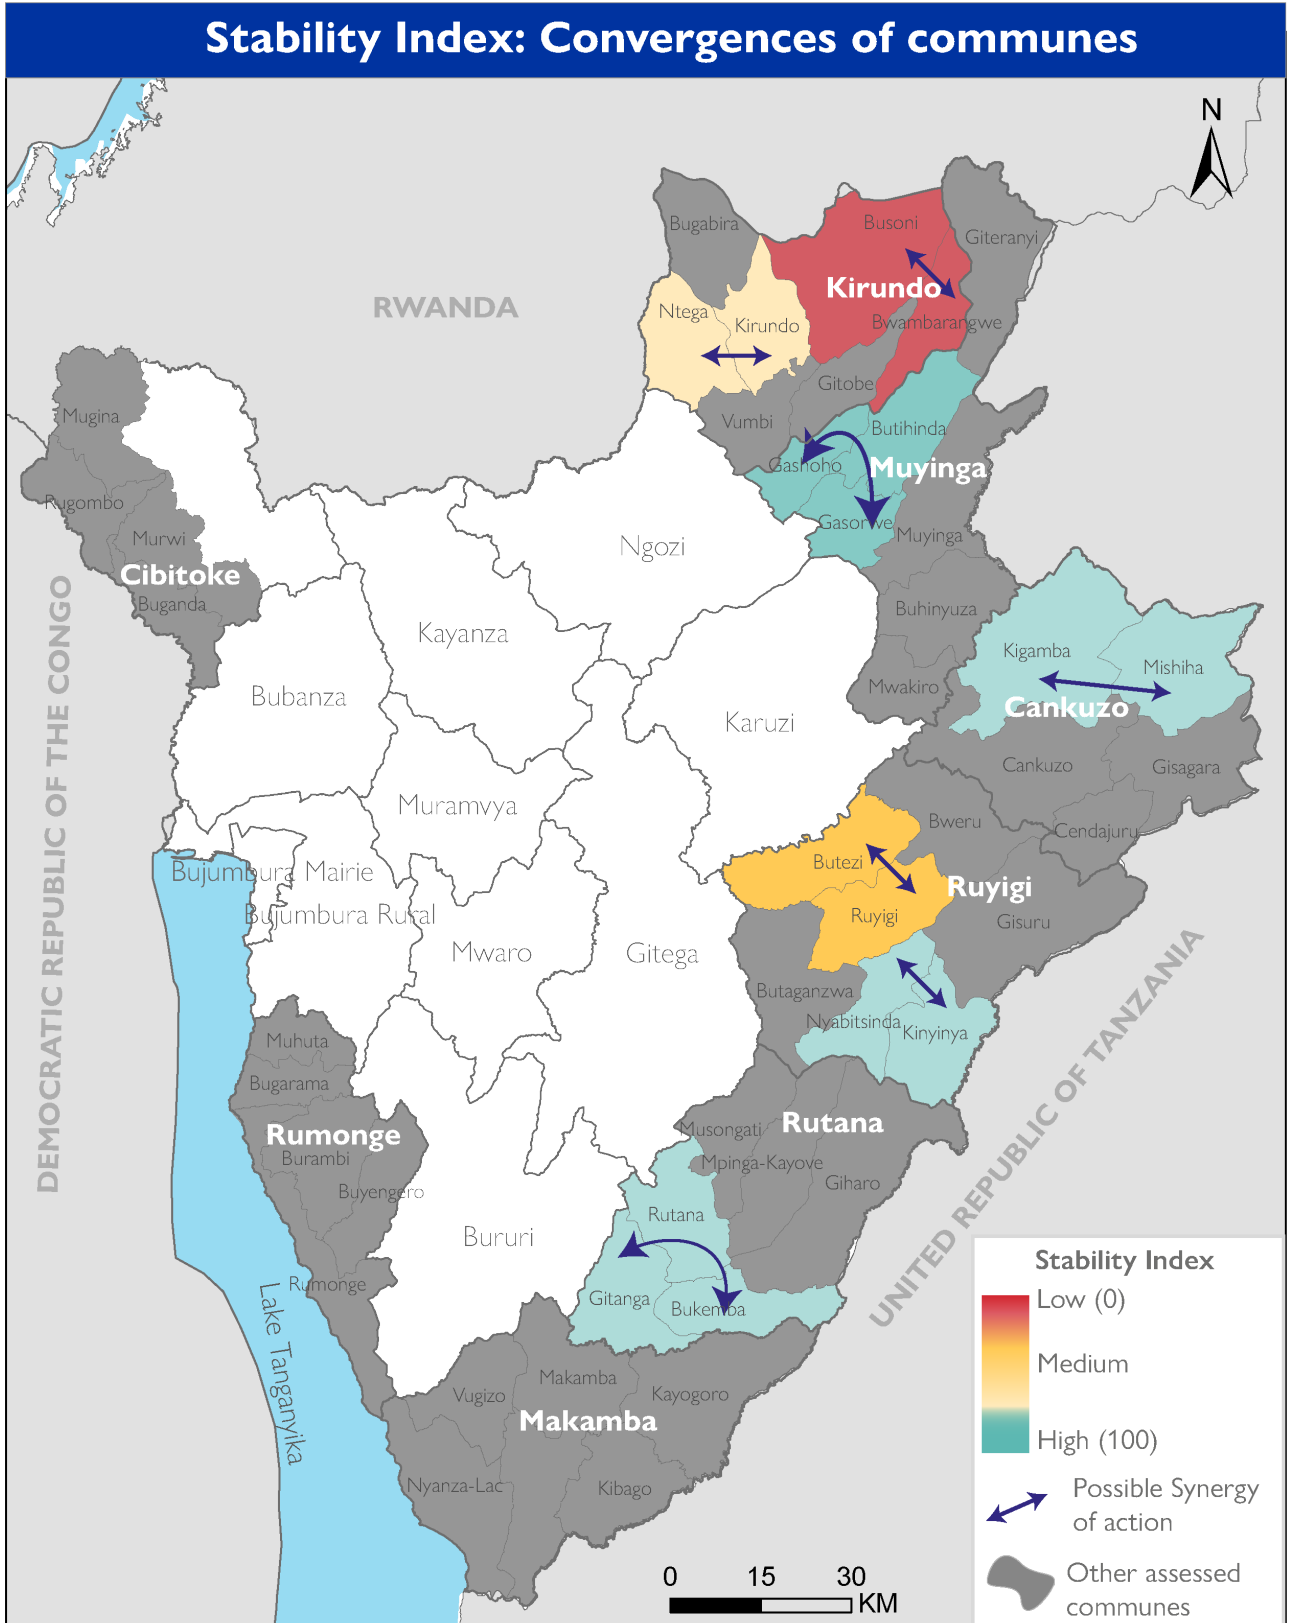 Stability Index: Convergences of communes
N
Bugabira
Busoni
Giteranyi
RWANDA
Kirundo
Ntega
Kirundo
Bwambarangwe
Gitobe
Mugina
Vumbi
Butihinda
Gashoho
Muyinga
Rugombo
Gasorwe
Murwi
Muyinga
Ngozi
Cibitoke
Buganda
Buhinyuza
Kayanza
Kigamba
Mishiha
Mwakiro
Bubanza
Cankuzo
Karuzi
Cankuzo
Gisagara
Muramvya
Bweru
Cendajuru
Butezi
Bujumbura Mairie
Ruyigi
Bujumbura Rural
Ruyigi
Gisuru
Mwaro
Gitega
DEMOCRATIC REPUBLIC OF THE CONGO
Butaganzwa
Nyabitsinda
Kinyinya
UNITED REPUBLIC OF TANZANIA
Muhuta
Bugarama
Rutana
Musongati
Rumonge
Burambi
Mpinga-Kayove
Giharo
Buyengero
Rutana
Bururi
Rumonge
Gitanga
Bukemba
Lake Tanganyika
Makamba
Vugizo
Kayogoro
Makamba
Nyanza-Lac
Kibago
Stability Index
Low (0)
Medium
High (100)
Possible Synergy
of action
Other assessed
communes
0 15 30
KM